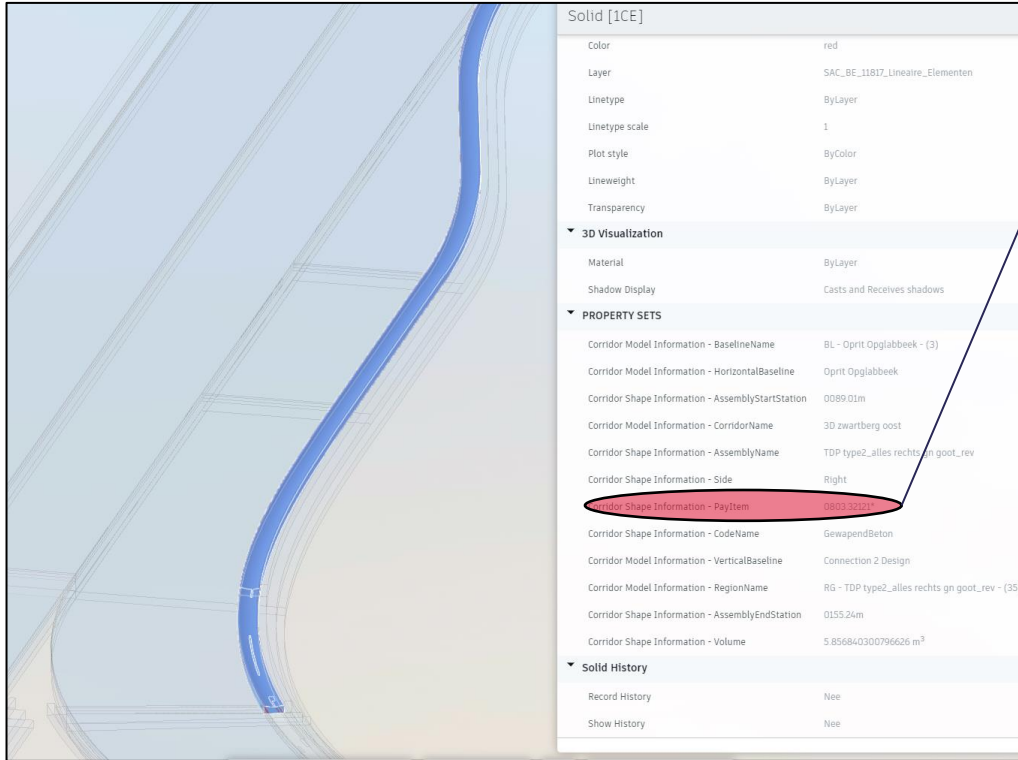 Solid [1CE]
Color red
Layer SAC_BE_11817_Lineaire_Elementen
Linetype ByLayer
Linetype scale 1
Plot style ByColor
Lineweight ByLayer
Transparency ByLayer
3D Visualization
Material ByLayer
Shadow Display Casts and Receives shadows
PROPERTY SETS
Corridor Model Information - BaselineName BL - Oprit Opglabbeek - (3)
Corridor Model Information - HorizontalBaseline Oprit Opglabbeek
Corridor Shape Information - AssemblyStartStation 0089.01m
Corridor Model Information - CorridorName 3D zwartberg oost
Corridor Shape Information - AssemblyName TDP type2_alles rechts gn goot_rev
Corridor Shape Information - Side Right
Corridor Shape Information - PayItem 0803.32121*
Corridor Shape Information - CodeName GewapendBeton
Corridor Model Information - VerticalBaseline Connection 2 Design
Corridor Model Information - RegionName RG - TDP type2_alles rechts gn goot_rev - (35
Corridor Shape Information - AssemblyEndStation 0155.24m
Corridor Shape Information - Volume 5.856840300796626 m³
Solid History
Record History Nee
Show History Nee